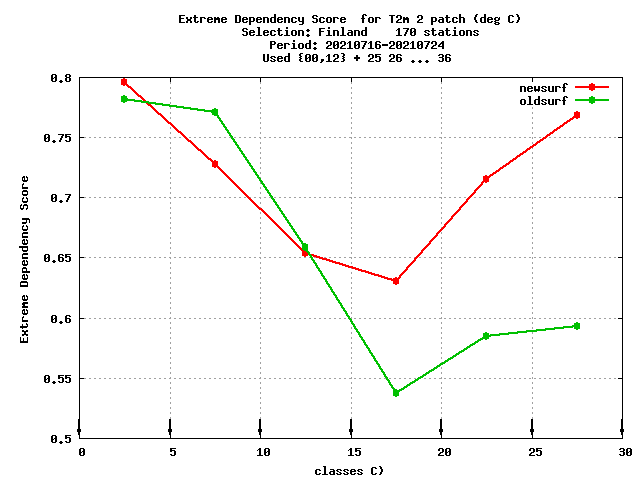 Extreme Dependency Score  for T2m 2 patch (deg C)
Selection: Finland    170 stations
Period: 20210716-20210724
Used {00,12} + 25 26 ... 36
newsurf
oldsurf
Extreme Dependency Score
0.8
0.75
0.7
0.65
0.6
0.55
0.5
0 5 10 15 20 25 30
classes C)